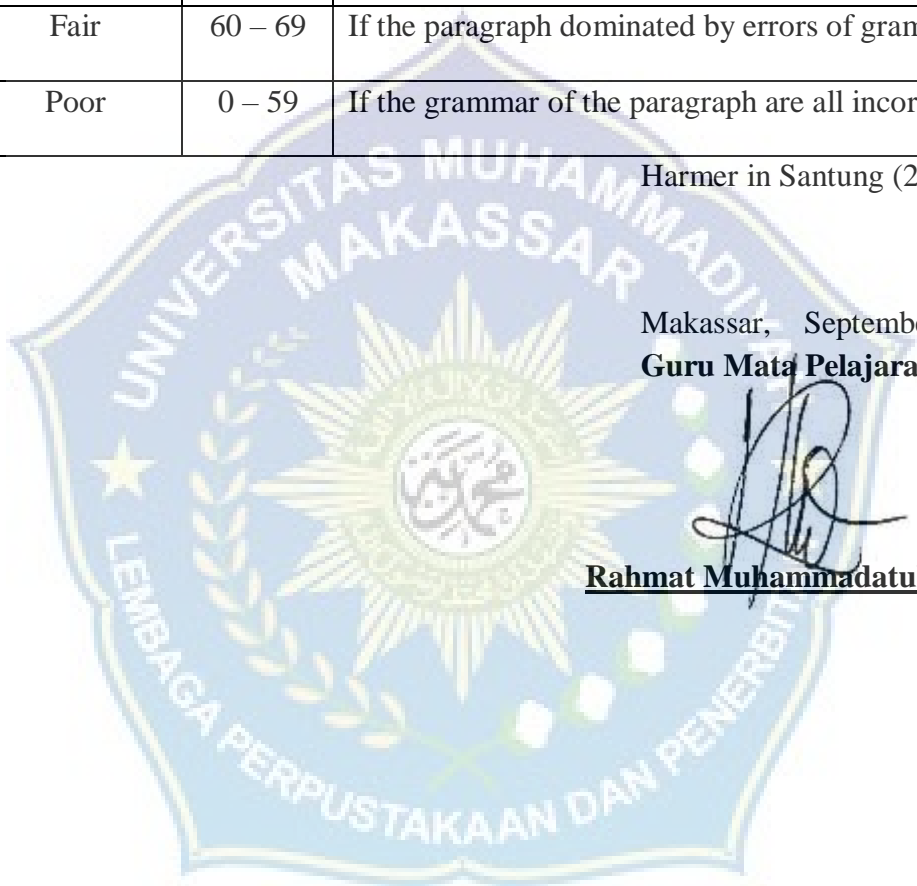 Fair 60 – 69 If the paragraph dominated by errors of gram
Poor 0 – 59 If the grammar of the paragraph are all incor
Harmer in Santung (2
Makassar, Septembe
Guru Mata Pelajara
Rahmat Muhammadatu
UNIVERSITAS MUHAMMADIYAH
MAKASSAR
LEMBAGA PERPUSTAKAAN DAN PENERBIT